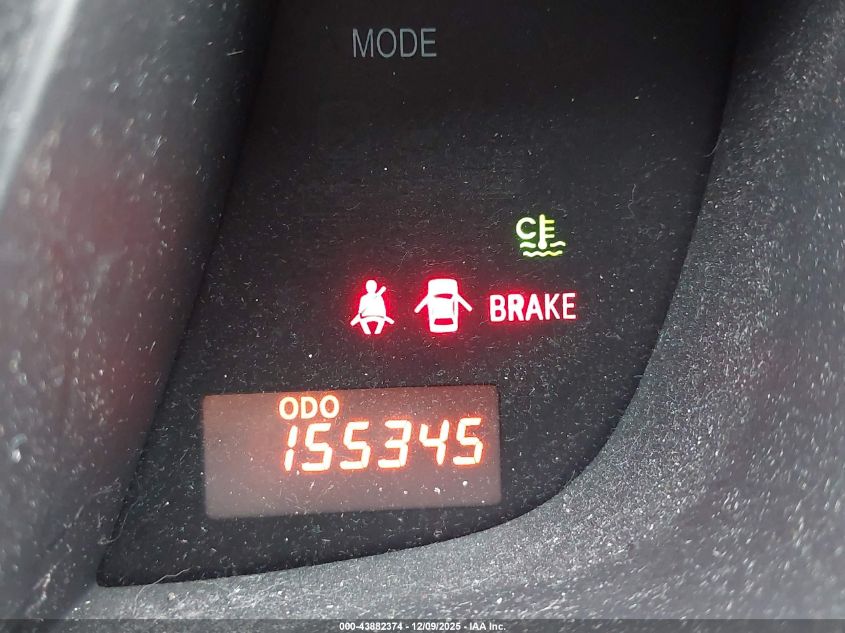 MODE
C
BRAKE
ODO
155345
000-43882374 - 12/09/2025 - IAA Inc.